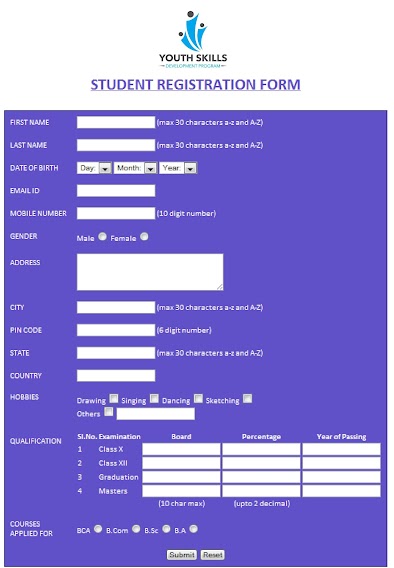 YOUTH SKILLS
DEVELOPMENT PROGRAM
STUDENT REGISTRATION FORM
FIRST NAME (max 30 characters a-z and A-Z)
LAST NAME (max 30 characters a-z and A-Z)
DATE OF BIRTH Day: Month: Year:
EMAIL ID
MOBILE NUMBER (10 digit number)
GENDER Male Female
ADDRESS
CITY (max 30 characters a-z and A-Z)
PIN CODE (6 digit number)
STATE (max 30 characters a-z and A-Z)
COUNTRY
HOBBIES Drawing Singing Dancing Sketching
Others
QUALIFICATION Sl.No. Examination Board Percentage Year of Passing
1 Class X
2 Class XII
3 Graduation
4 Masters
(10 char max) (upto 2 decimal)
COURSES
APPLIED FOR BCA B.Com B.Sc B.A
Submit Reset